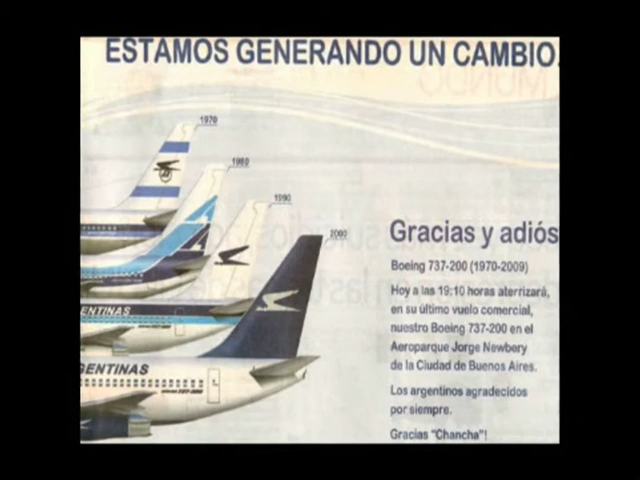 ESTAMOS GENERANDO UN CAMBIO.
1970
1980
1990
2000
Gracias y adiós
Boeing 737-200 (1970-2009)
Hoy a las 19:10 horas aterrizará,
en su último vuelo comercial,
nuestro Boeing 737-200 en el
Aeroparque Jorge Newbery
de la Ciudad de Buenos Aires.
Los argentinos agradecidos
por siempre.
Gracias "Chancha"!
ENTINAS
GENTINAS